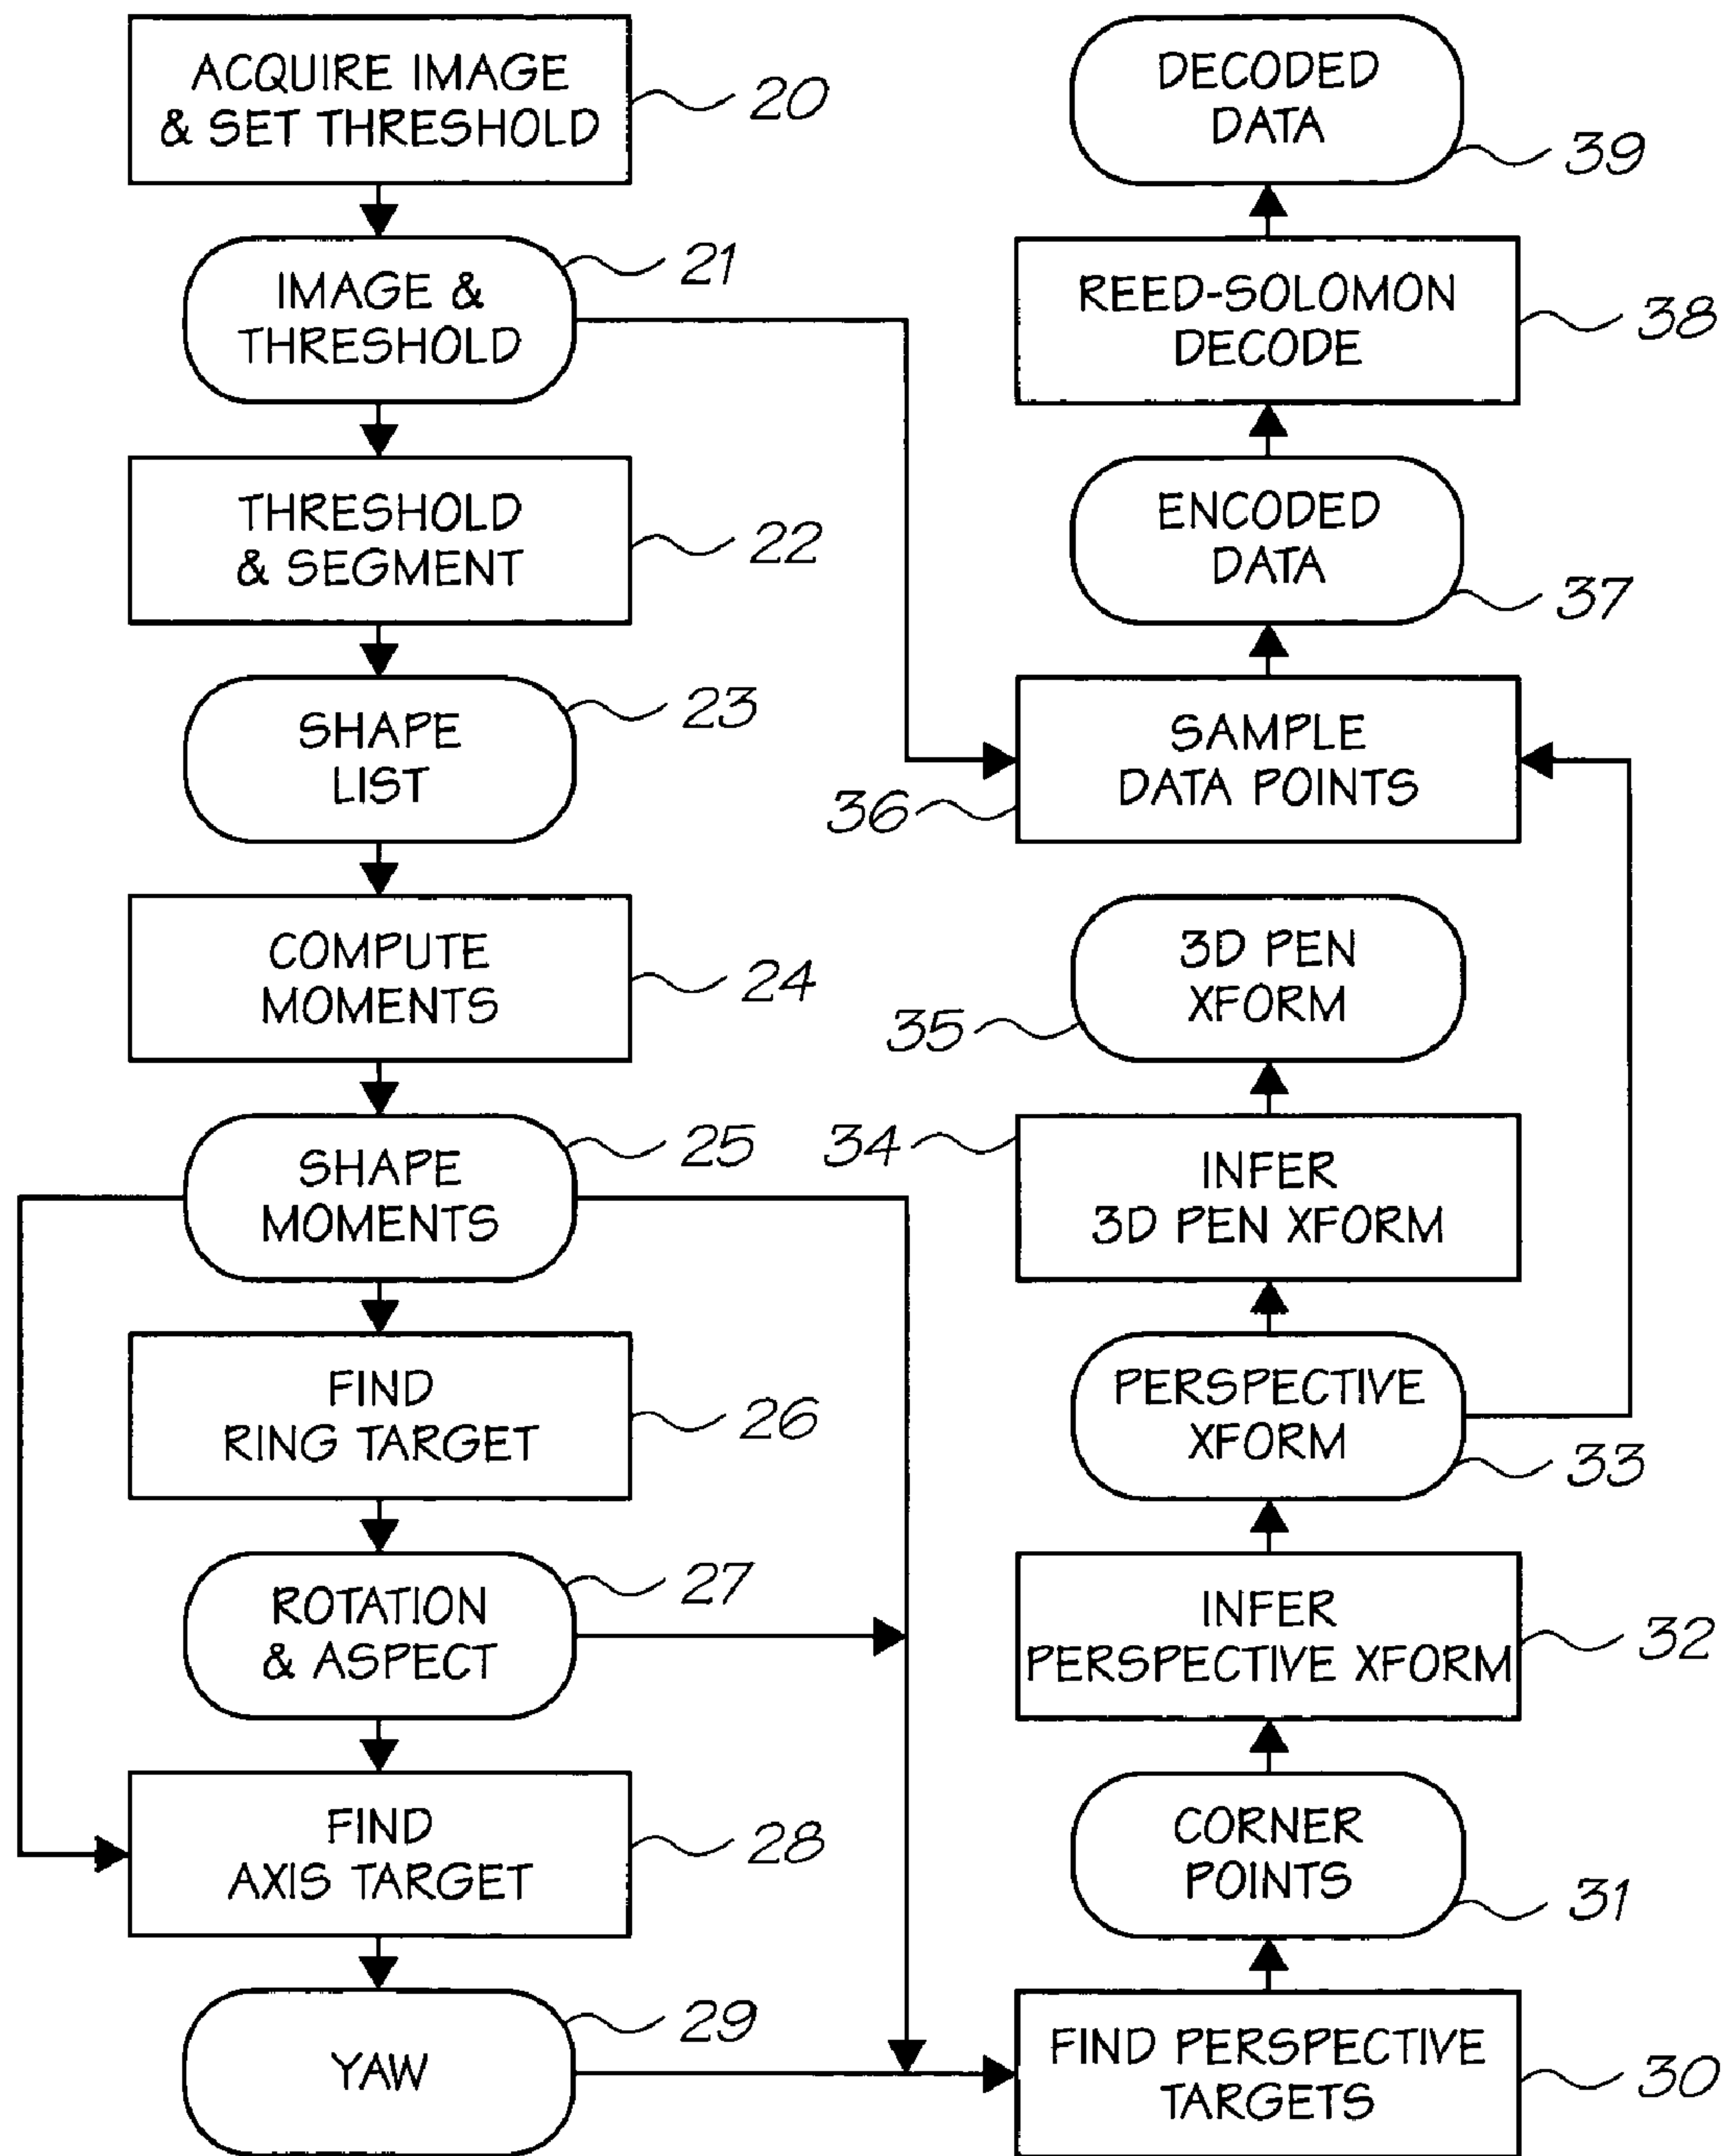 ACQUIRE IMAGE
& SET THRESHOLD
20
IMAGE &
THRESHOLD
21
THRESHOLD
& SEGMENT
22
SHAPE
LIST
23
COMPUTE
MOMENTS
24
SHAPE
MOMENTS
25
FIND
RING TARGET
26
ROTATION
& ASPECT
27
FIND
AXIS TARGET
28
YAW
29
DECODED
DATA
39
REED-SOLOMON
DECODE
38
ENCODED
DATA
37
SAMPLE
DATA POINTS
36
3D PEN
XFORM
35
INFER
3D PEN XFORM
34
PERSPECTIVE
XFORM
33
INFER
PERSPECTIVE XFORM
32
CORNER
POINTS
31
FIND PERSPECTIVE
TARGETS
30